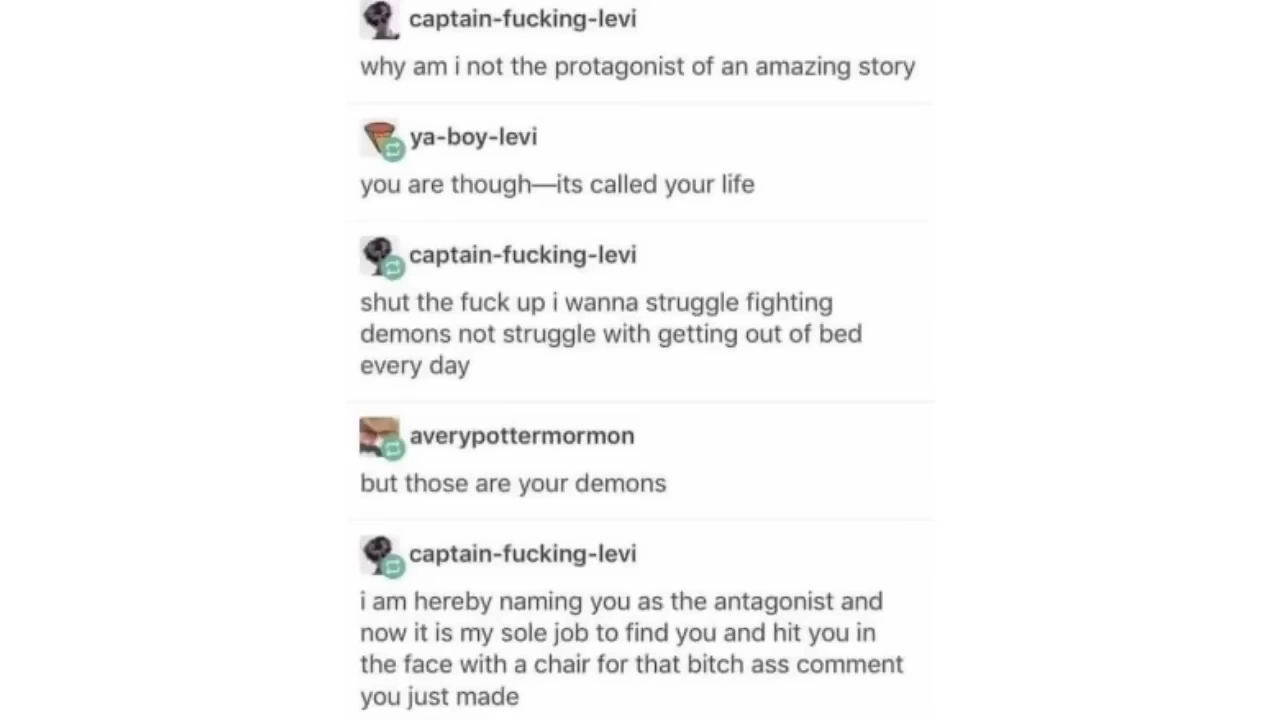 captain-fucking-levi
why am i not the protagonist of an amazing story
ya-boy-levi
you are though—its called your life
captain-fucking-levi
shut the fuck up i wanna struggle fighting
demons not struggle with getting out of bed
every day
averypottermormon
but those are your demons
captain-fucking-levi
i am hereby naming you as the antagonist and
now it is my sole job to find you and hit you in
the face with a chair for that bitch ass comment
you just made